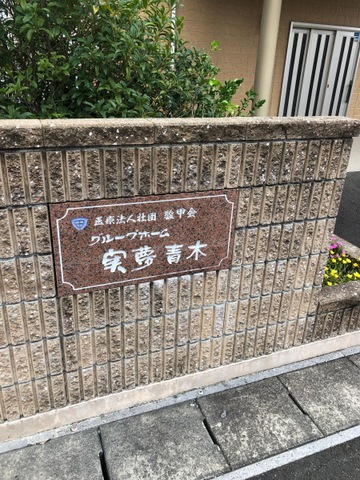 医療法人社団 敬甲会
グループホーム
実夢青木